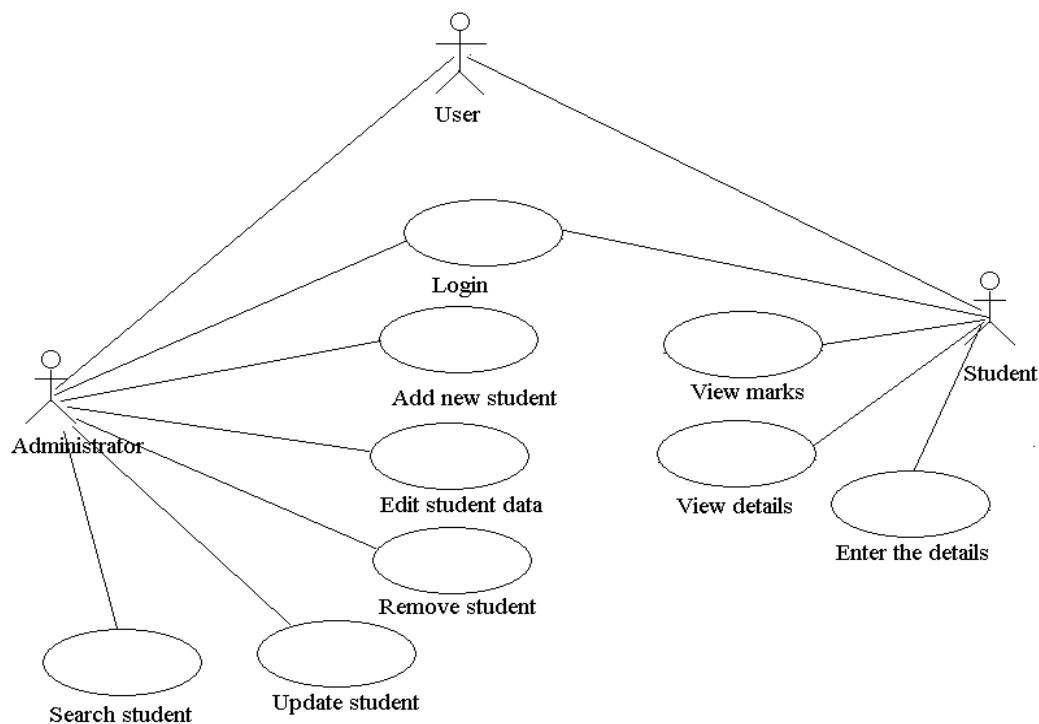 User
Login
Student
Add new student
View marks
Administrator
Edit student data
View details
Enter the details
Remove student
Update student
Search student